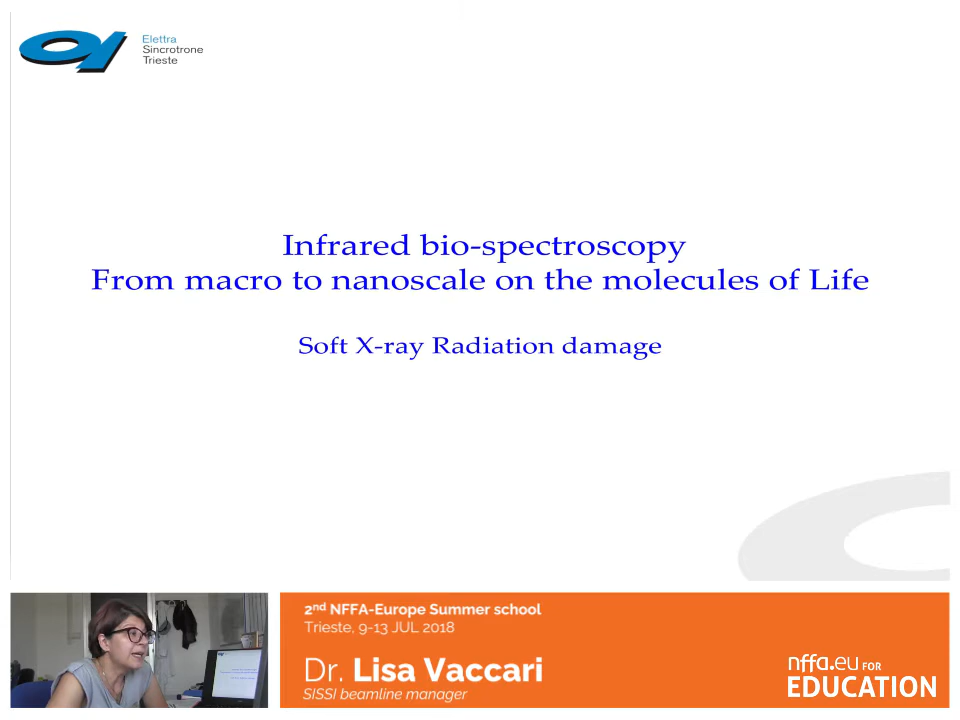 Elettra
Sincrotrone
Trieste
Infrared bio-spectroscopy
From macro to nanoscale on the molecules of Life
Soft X-ray Radiation damage
2nd NFFA-Europe Summer school
Trieste, 9-13 JUL 2018
Dr. Lisa Vaccari
SISSI beamline manager
nffa.eu FOR
EDUCATION